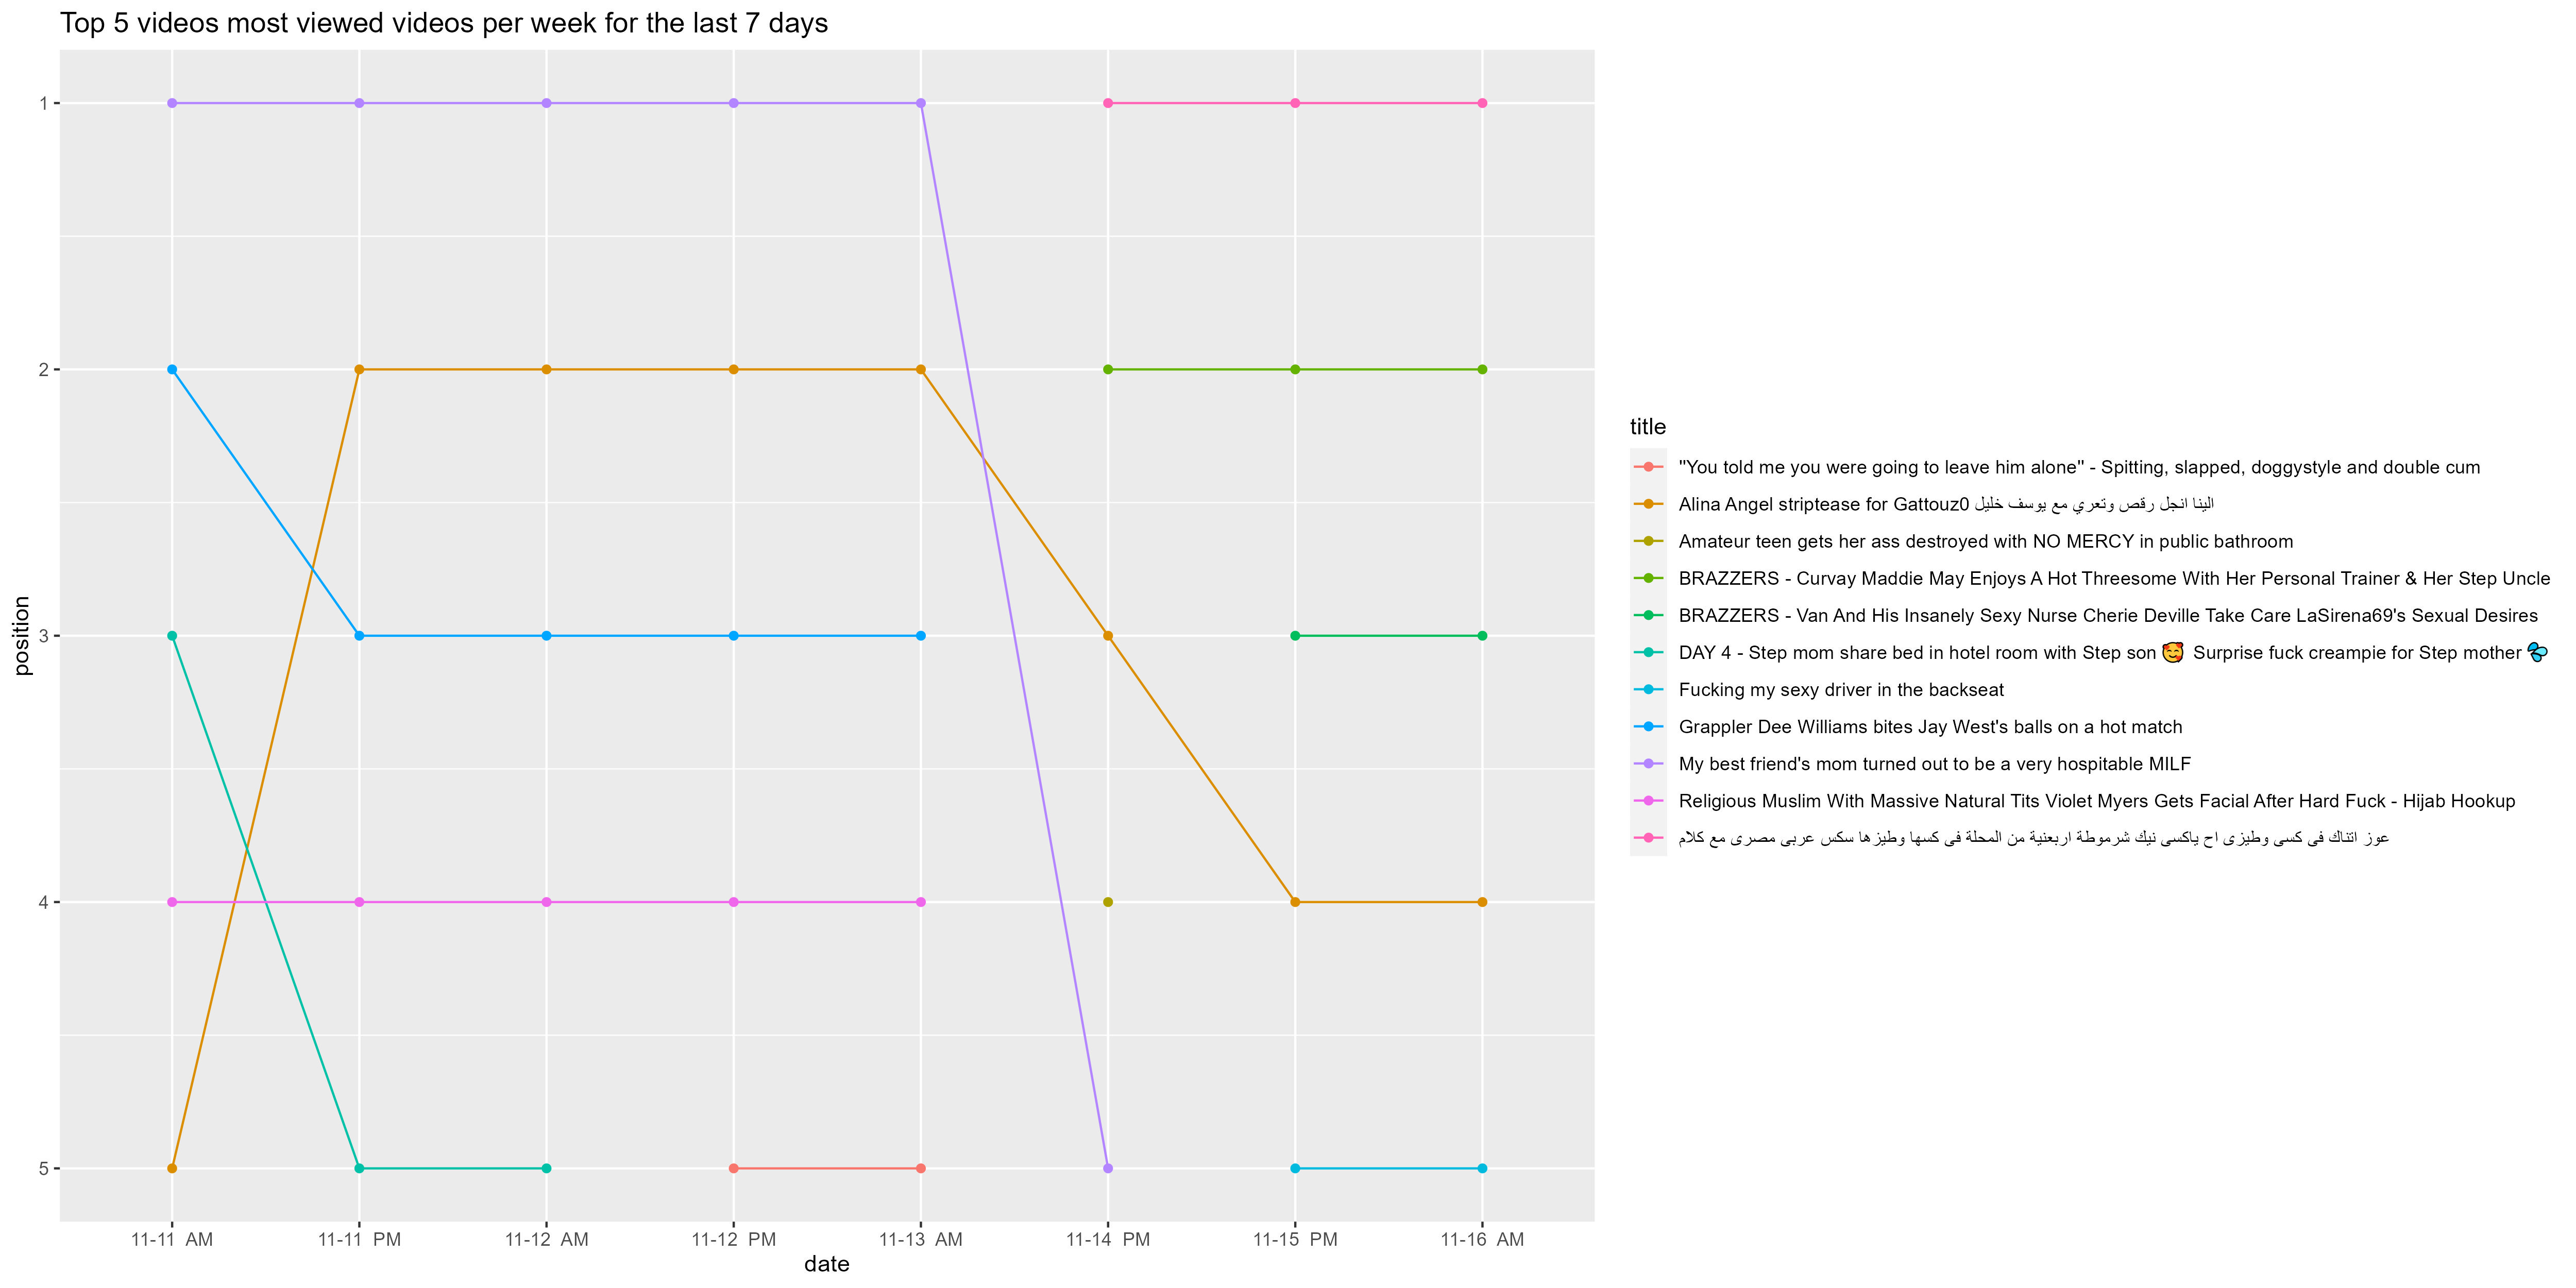 Top 5 videos most viewed videos per week for the last 7 days
position
1
2
3
4
5
11-11 AM
11-11 PM
11-12 AM
11-12 PM
11-13 AM
11-14 PM
11-15 PM
11-16 AM
date
title
"You told me you were going to leave him alone" - Spitting, slapped, doggystyle and double cum
Alina Angel striptease for Gattouz0 الينا انجل رقص وتعري مع يوسف خليل
Amateur teen gets her ass destroyed with NO MERCY in public bathroom
BRAZZERS - Curvay Maddie May Enjoys A Hot Threesome With Her Personal Trainer & Her Step Uncle
BRAZZERS - Van And His Insanely Sexy Nurse Cherie Deville Take Care LaSirena69's Sexual Desires
DAY 4 - Step mom share bed in hotel room with Step son 🥰 Surprise fuck creampie for Step mother 💦
Fucking my sexy driver in the backseat
Grappler Dee Williams bites Jay West's balls on a hot match
My best friend's mom turned out to be a very hospitable MILF
Religious Muslim With Massive Natural Tits Violet Myers Gets Facial After Hard Fuck - Hijab Hookup
عوز اتناك فى كسى وطيزى اح ياكسى نيك شرموطة اربعنية من المحلة فى كسها وطيزها سكس عربى مصرى مع كلام